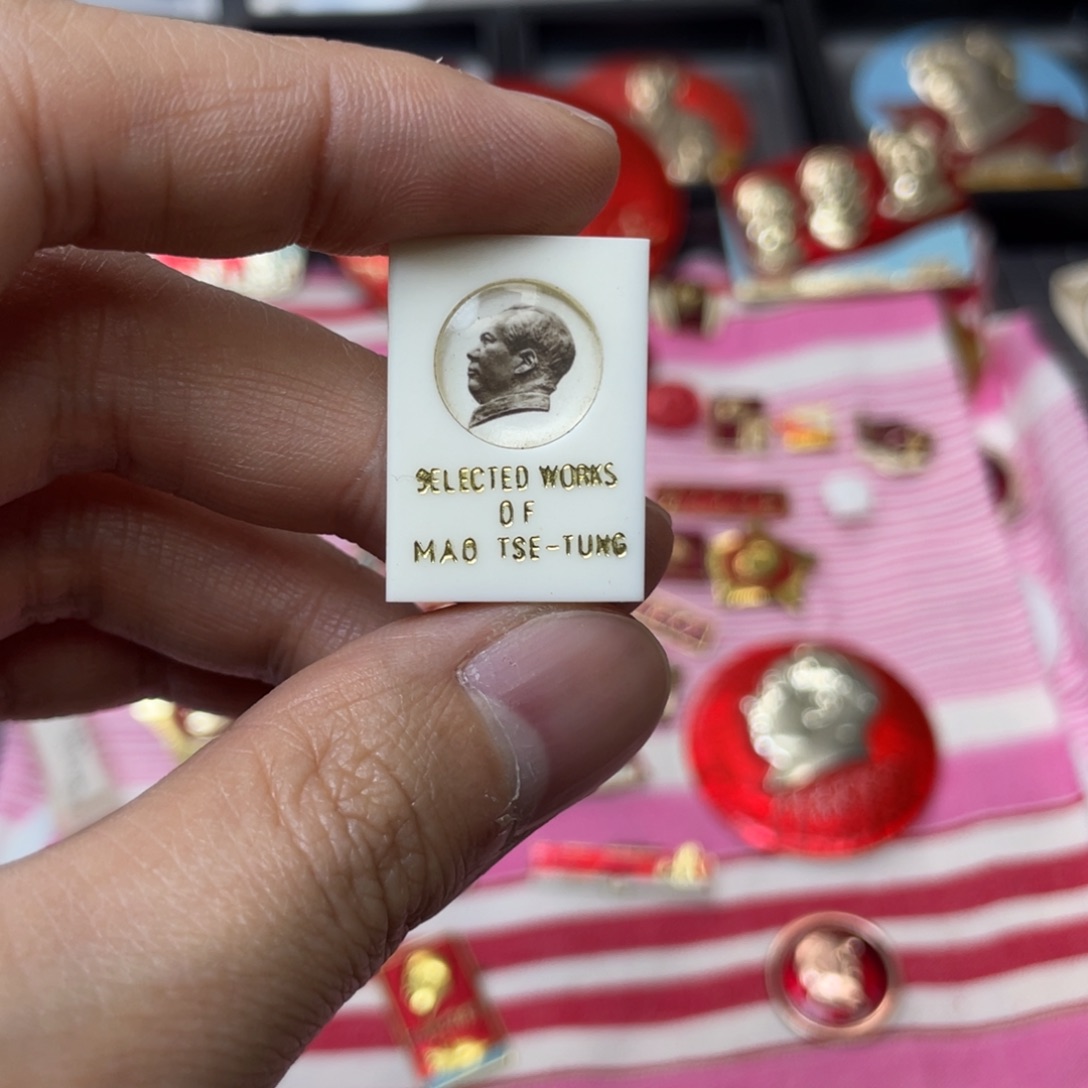 SELECTED WORKS
OF
MAO TSE-TUNG